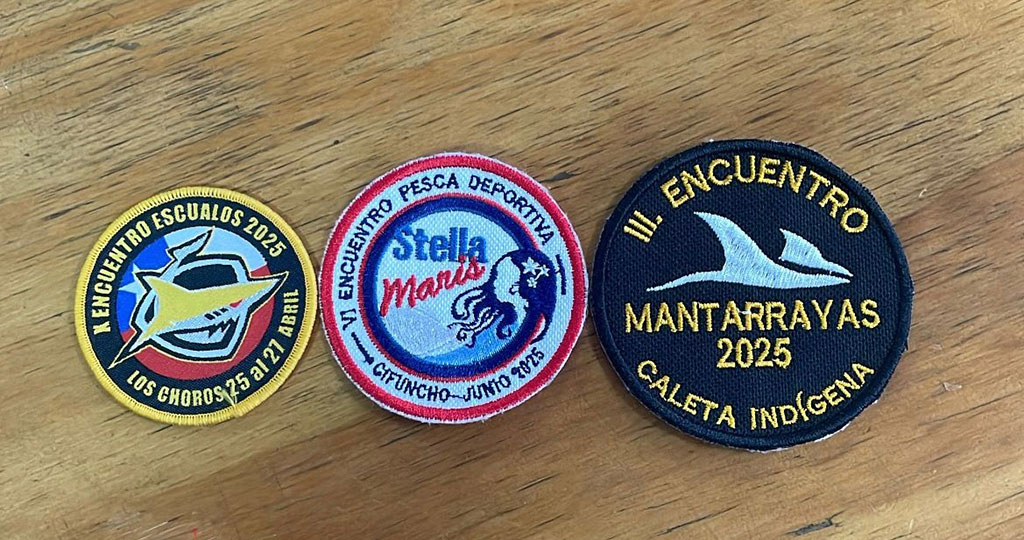 X ENCUENTRO ESCUALOS 2025
LOS CHOROS 25 al 27 ABRIL
VI ENCUENTRO PESCA DEPORTIVA
Stella
Maris
CIFUNCHO-JUNIO 2025
III. ENCUENTRO
MANTARRAYAS
2025
CALETA INDÍGENA